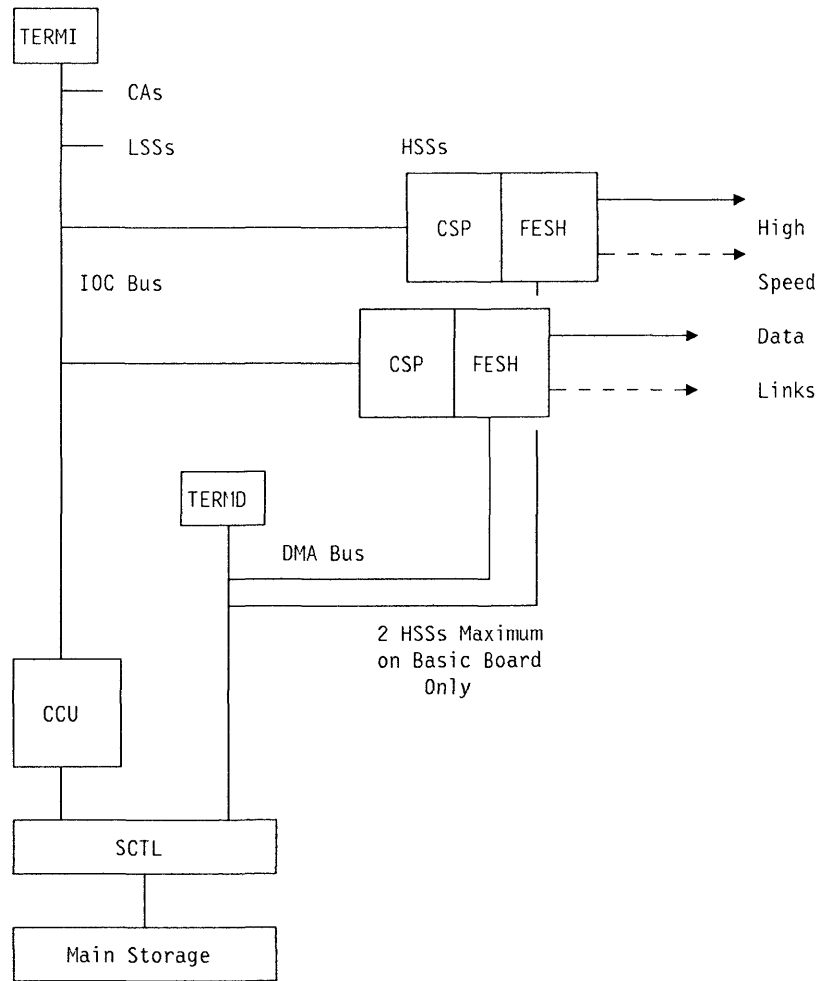 TERMI
CAs
LSSs
HSSs
CSP
FESH
High
IOC Bus
Speed
CSP
FESH
Data
Links
TERMD
DMA Bus
2 HSSs Maximum
on Basic Board
Only
CCU
SCTL
Main Storage